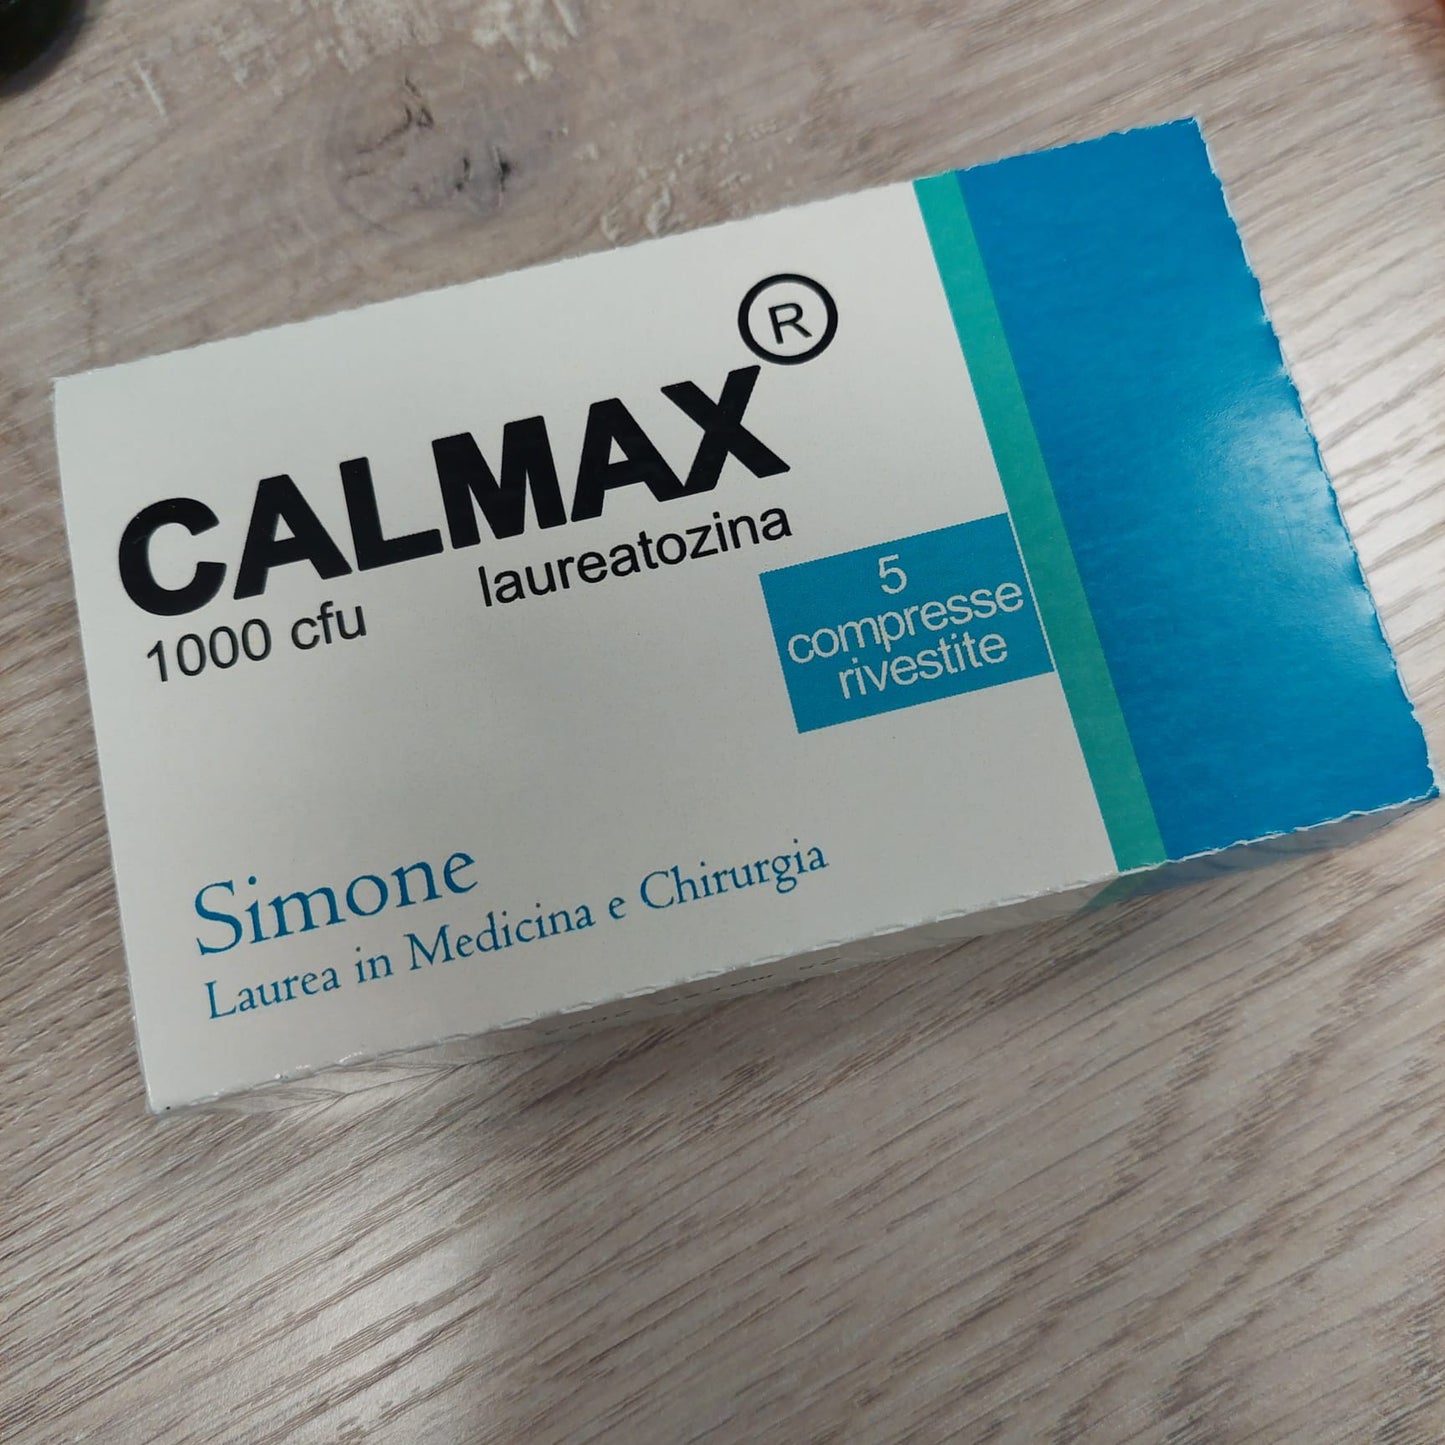 CALMAX®
1000 cfu laureatozina
5
compresse
rivestite
Simone
Laurea in Medicina e Chirurgia